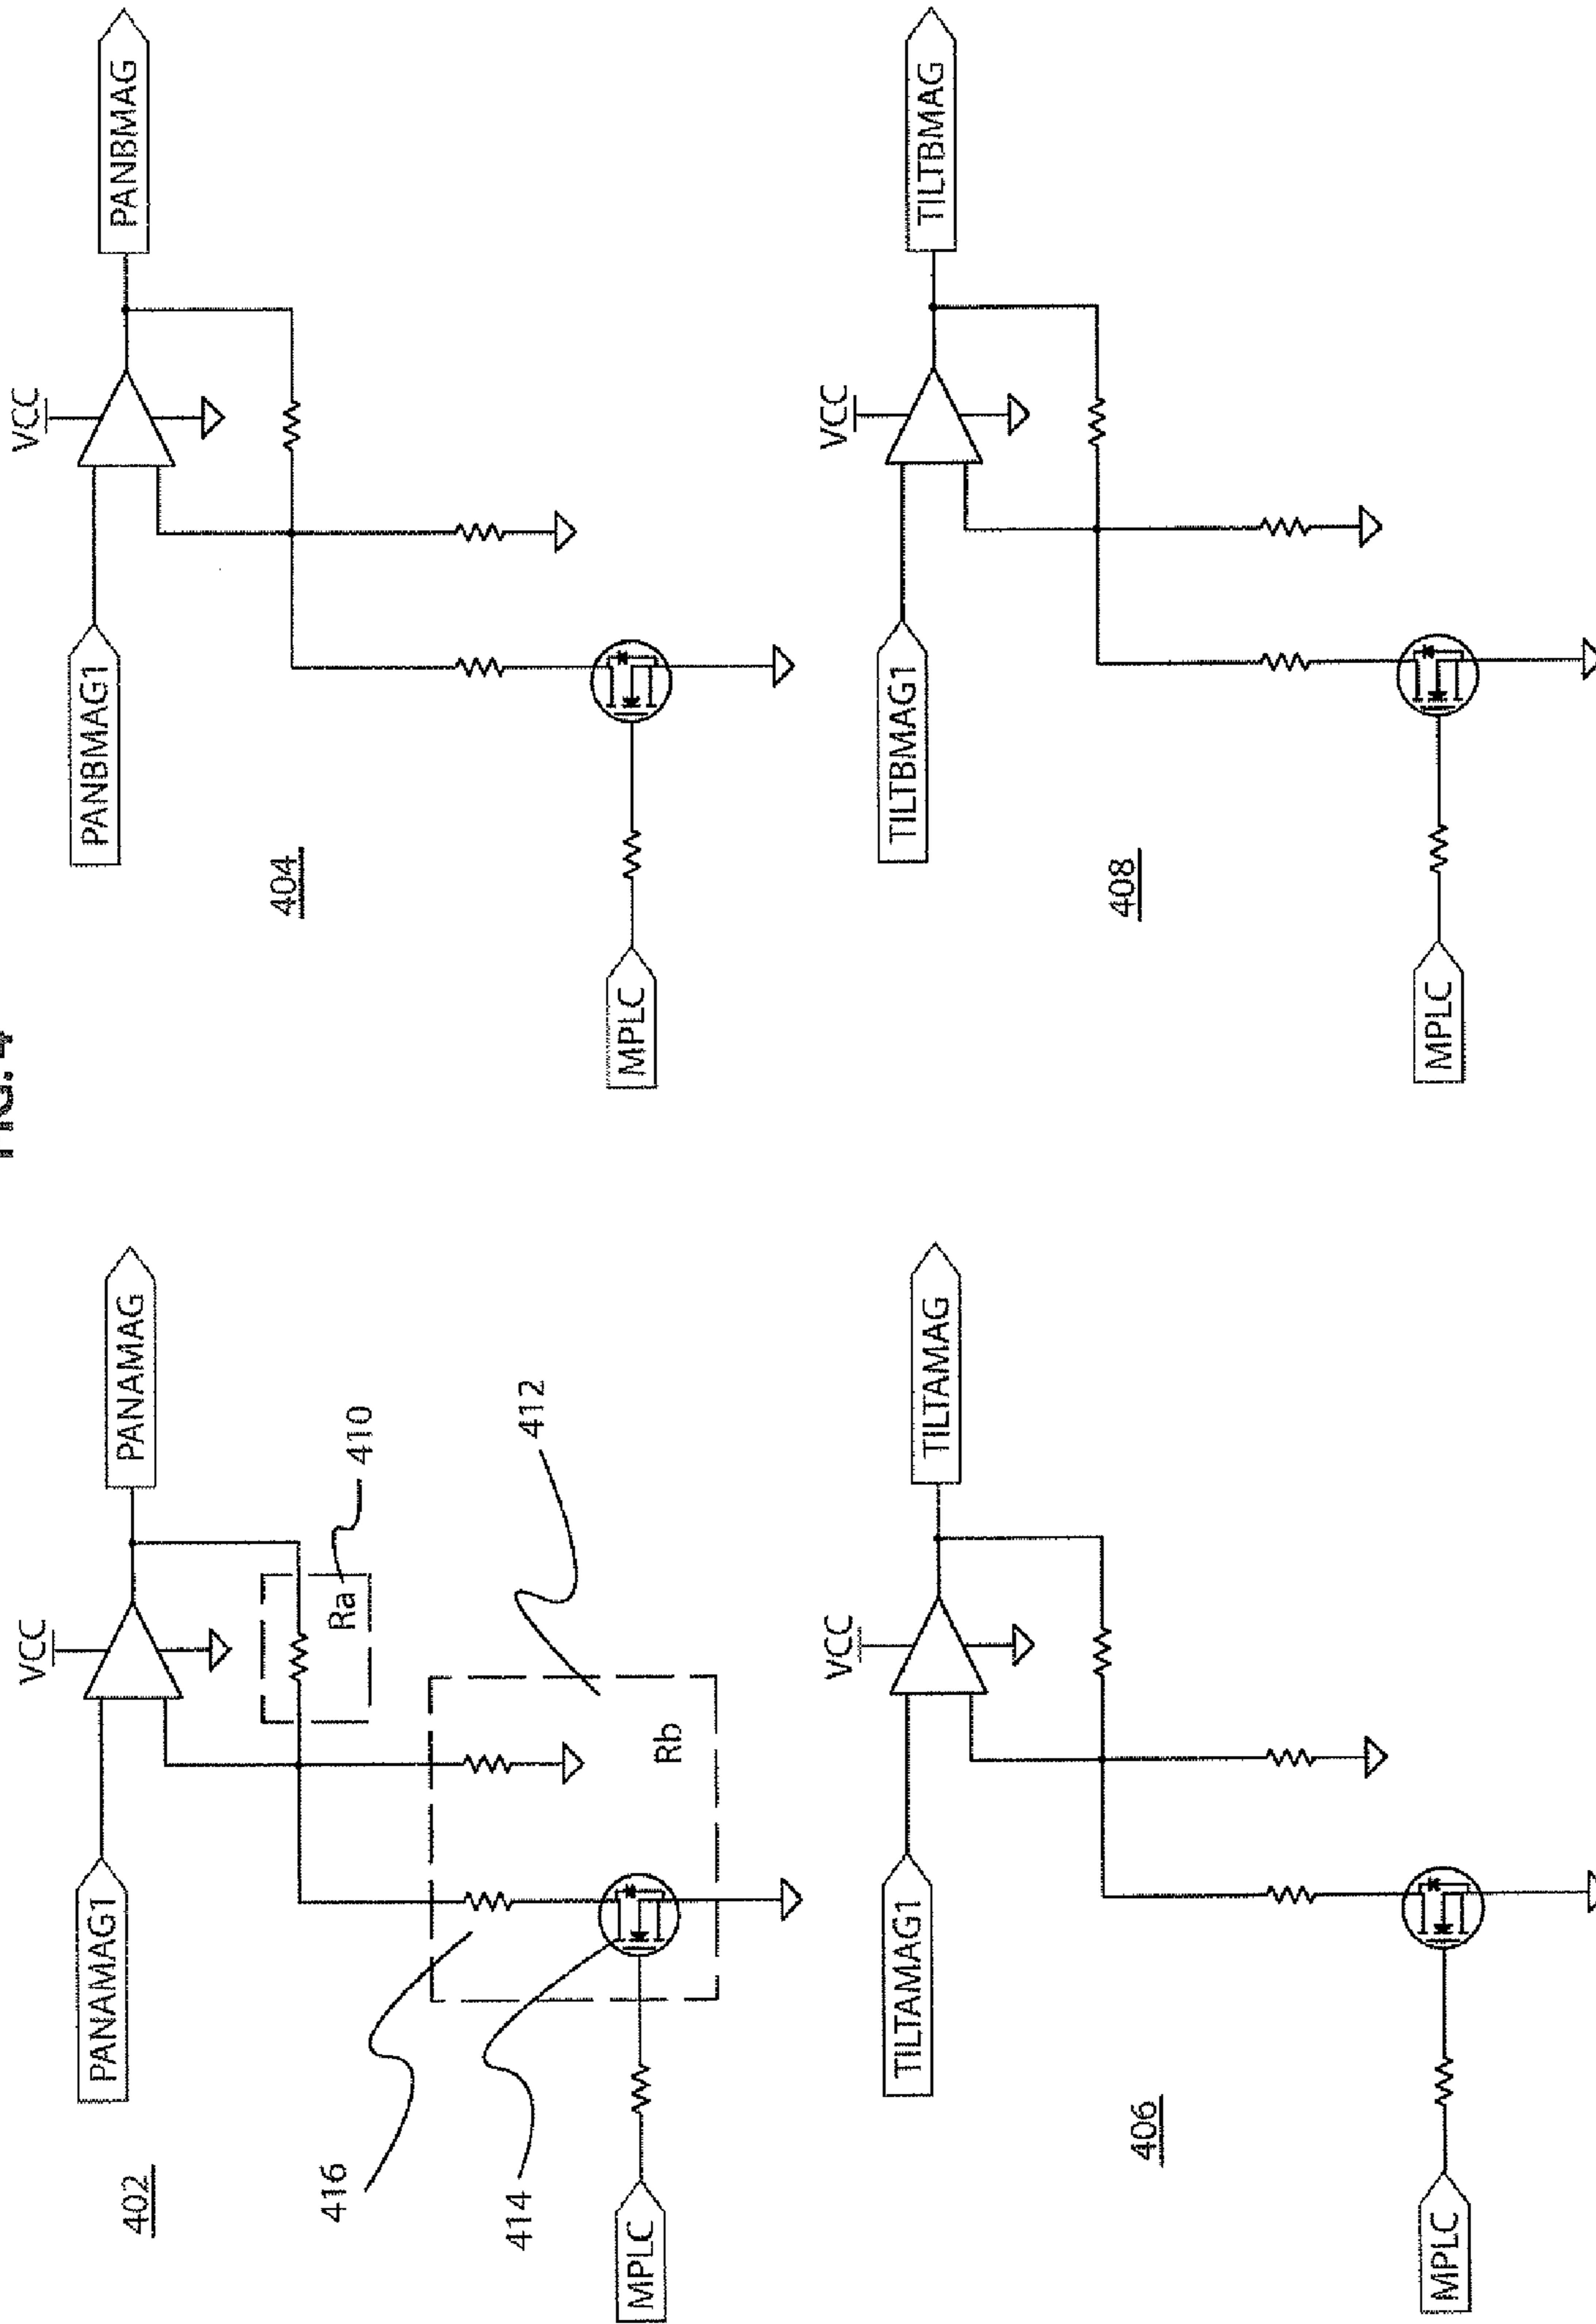 FIG. 4
402
PANAMAG1
VCC
PANAMAG
Ra
410
Rb
412
416
414
MPLC
404
PANBMAG1
VCC
PANBMAG
MPLC
406
TILTAMAG1
VCC
TILTAMAG
MPLC
408
TILTBMAG1
VCC
TILTBMAG
MPLC